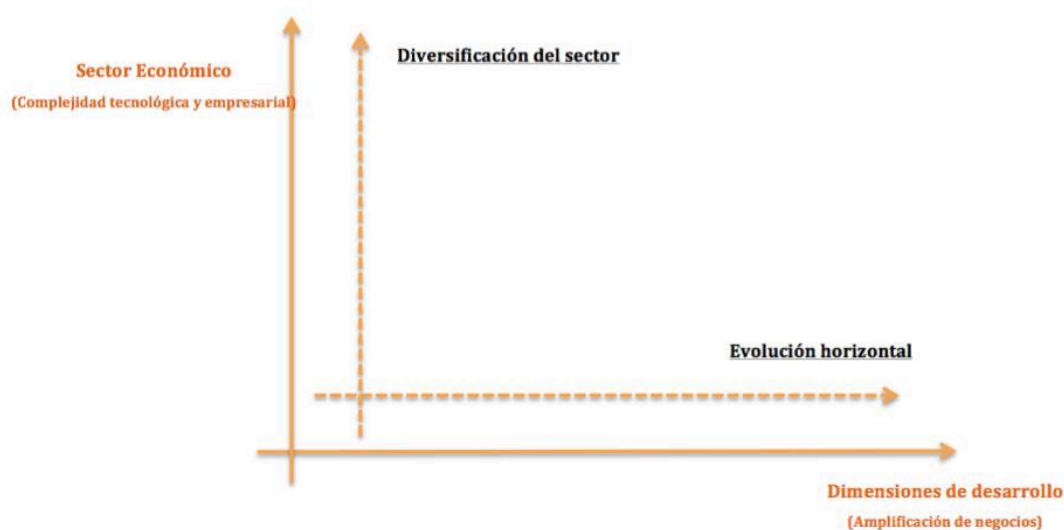 Sector Económico
(Complejidad tecnológica y empresarial)
Diversificación del sector
Evolución horizontal
Dimensiones de desarrollo
(Amplificación de negocios)